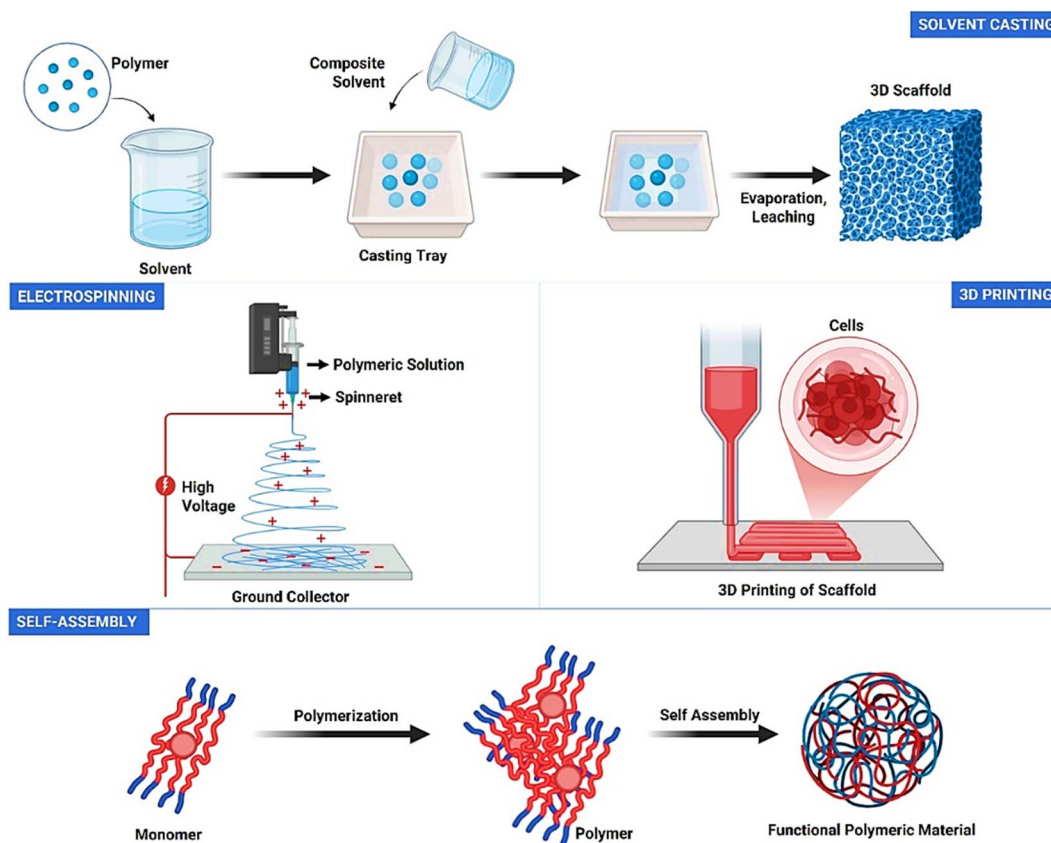 SOLVENT CASTING
Polymer
Composite
Solvent
3D Scaffold
Evaporation,
Leaching
Solvent
Casting Tray
ELECTROSPINNING
Polymeric Solution
Spinneret
High
Voltage
Ground Collector
3D PRINTING
Cells
3D Printing of Scaffold
SELF-ASSEMBLY
Polymerization
Self Assembly
Monomer
Polymer
Functional Polymeric Material